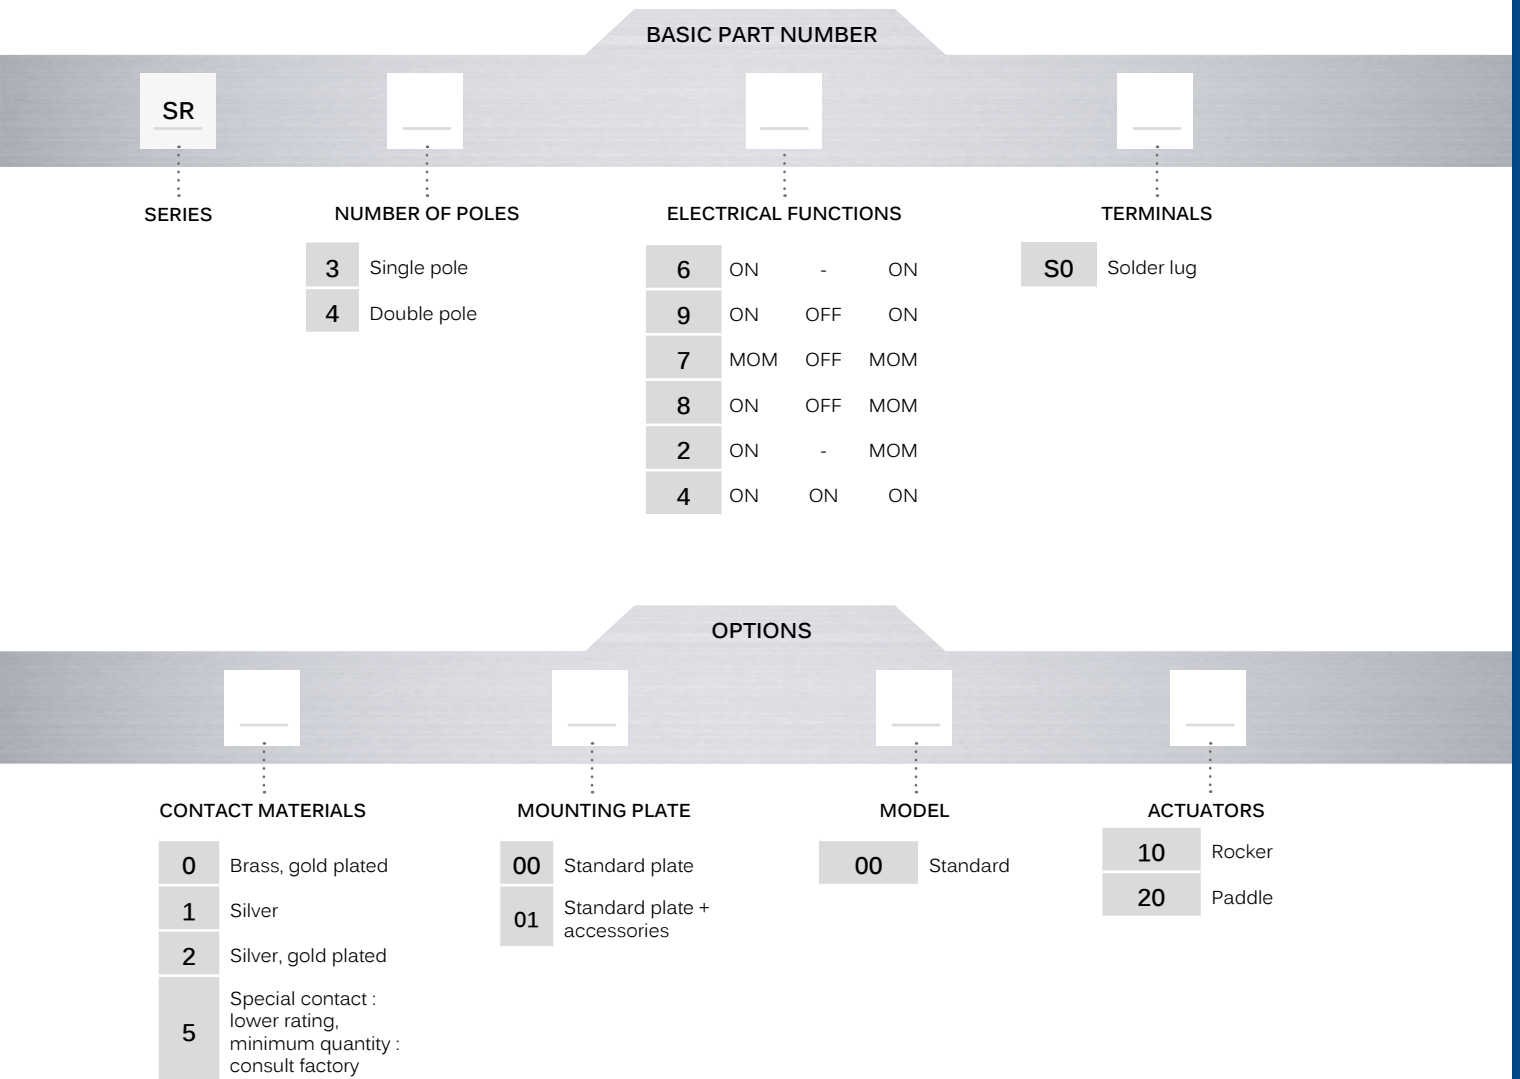 BASIC PART NUMBER
SR
SERIES
NUMBER OF POLES
3 Single pole
4 Double pole
ELECTRICAL FUNCTIONS
6 ON - ON
9 ON OFF ON
7 MOM OFF MOM
8 ON OFF MOM
2 ON - MOM
4 ON ON ON
TERMINALS
S0 Solder lug
OPTIONS
CONTACT MATERIALS
0 Brass, gold plated
1 Silver
2 Silver, gold plated
5 Special contact :
lower rating,
minimum quantity :
consult factory
MOUNTING PLATE
00 Standard plate
01 Standard plate +
accessories
MODEL
00 Standard
ACTUATORS
10 Rocker
20 Paddle